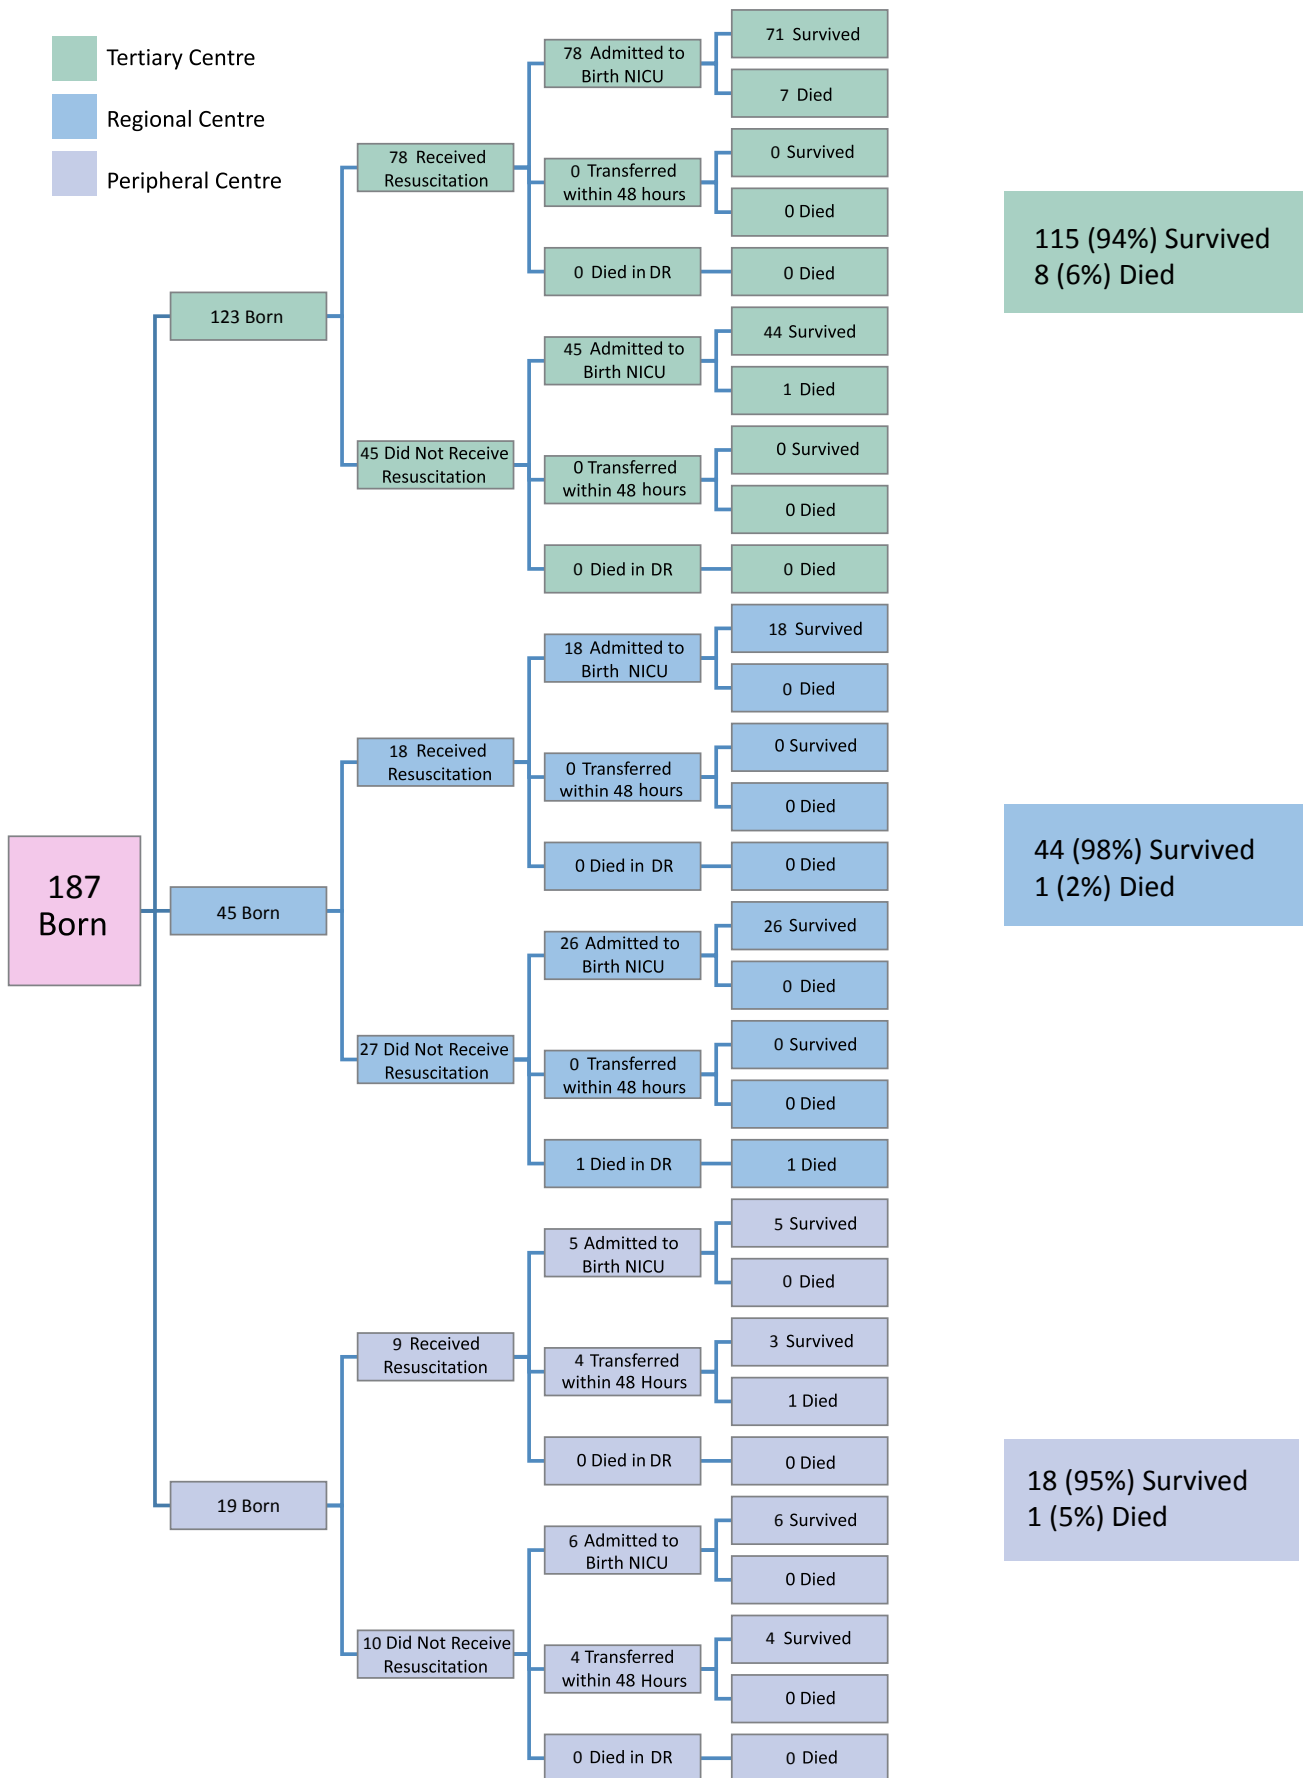 Tertiary Centre
Regional Centre
Peripheral Centre
187
Born
123 Born
78 Received
Resuscitation
78 Admitted to
Birth NICU
71 Survived
7 Died
0 Transferred
within 48 hours
0 Survived
0 Died
0 Died in DR
0 Died
45 Did Not Receive
Resuscitation
45 Admitted to
Birth NICU
44 Survived
1 Died
0 Transferred
within 48 hours
0 Survived
0 Died
0 Died in DR
0 Died
115 (94%) Survived
8 (6%) Died
45 Born
18 Received
Resuscitation
18 Admitted to
Birth NICU
18 Survived
0 Died
0 Transferred
within 48 hours
0 Survived
0 Died
0 Died in DR
0 Died
27 Did Not Receive
Resuscitation
26 Admitted to
Birth NICU
26 Survived
0 Died
0 Transferred
within 48 hours
0 Survived
0 Died
1 Died in DR
1 Died
44 (98%) Survived
1 (2%) Died
19 Born
9 Received
Resuscitation
5 Admitted to
Birth NICU
5 Survived
0 Died
4 Transferred
within 48 Hours
3 Survived
1 Died
0 Died in DR
0 Died
10 Did Not Receive
Resuscitation
6 Admitted to
Birth NICU
6 Survived
0 Died
4 Transferred
within 48 Hours
4 Survived
0 Died
0 Died in DR
0 Died
18 (95%) Survived
1 (5%) Died